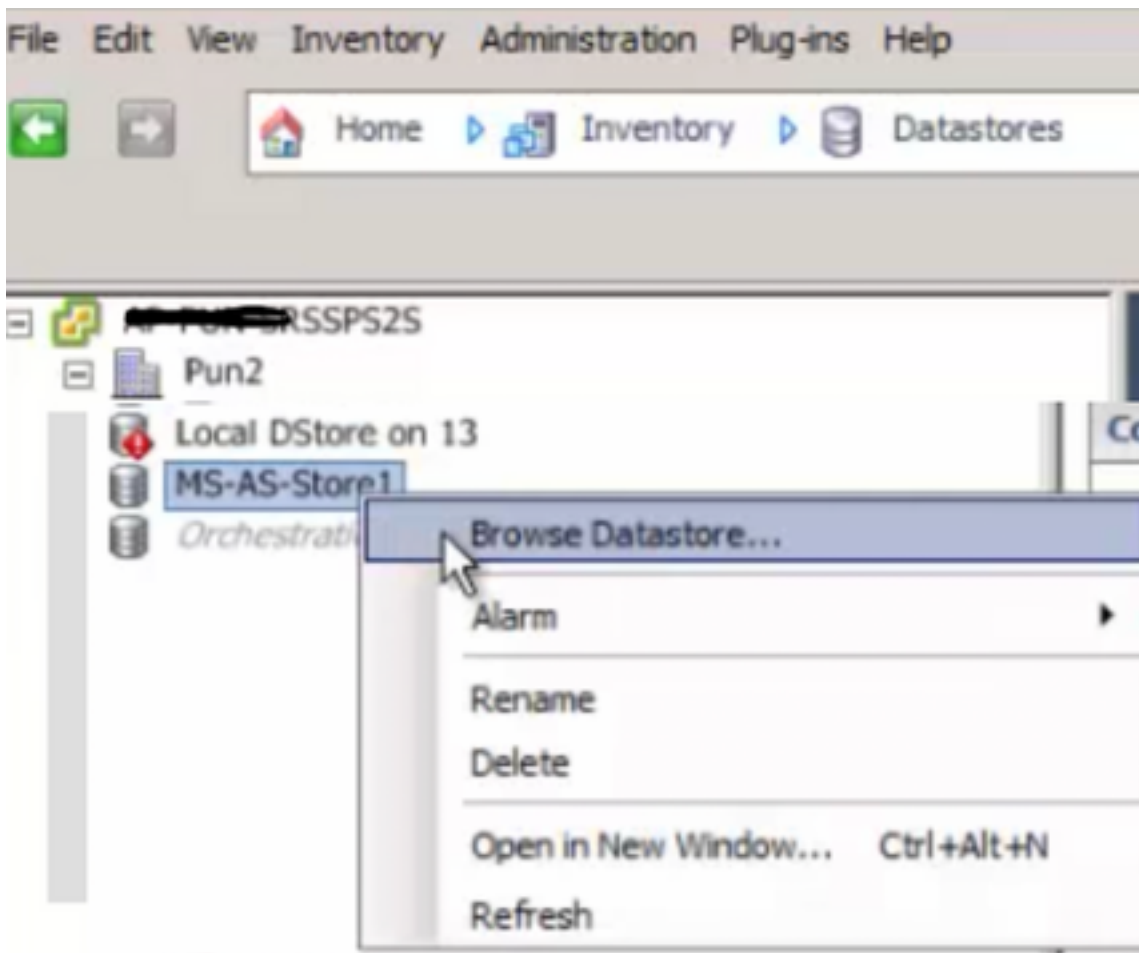 File Edit View Inventory Administration Plug-ins Help
Home Inventory Datastores
RSSPS2S
Pun2
Local DStore on 13
MS-AS-Store1
Browse Datastore...
Alarm
Rename
Delete
Open in New Window... Ctrl+Alt+N
Refresh